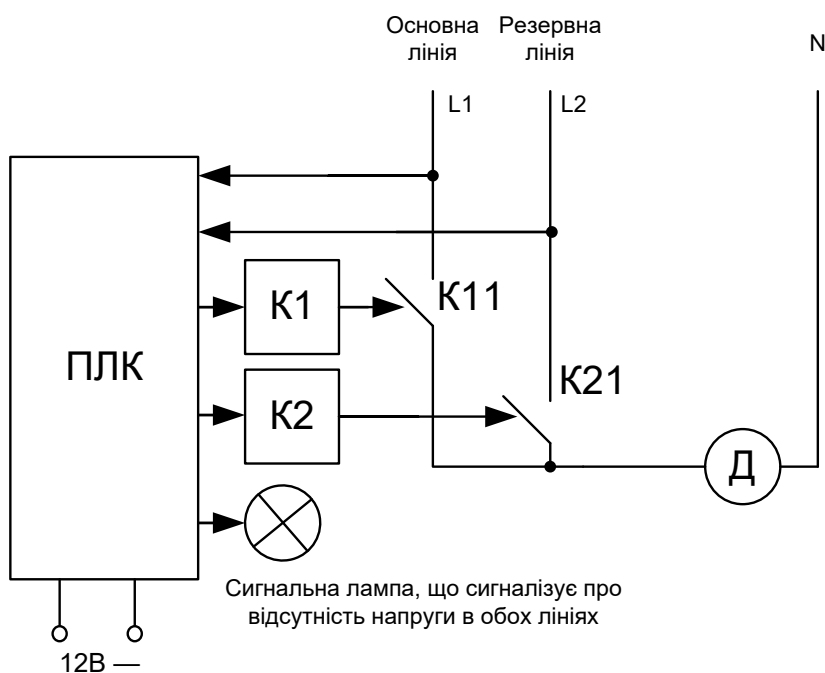 Основна
лінія
Резервна
лінія
N
L1
L2
ПЛК
К1
К11
К2
К21
Д
Сигнальна лампа, що сигналізує про
відсутність напруги в обох лініях
12В —